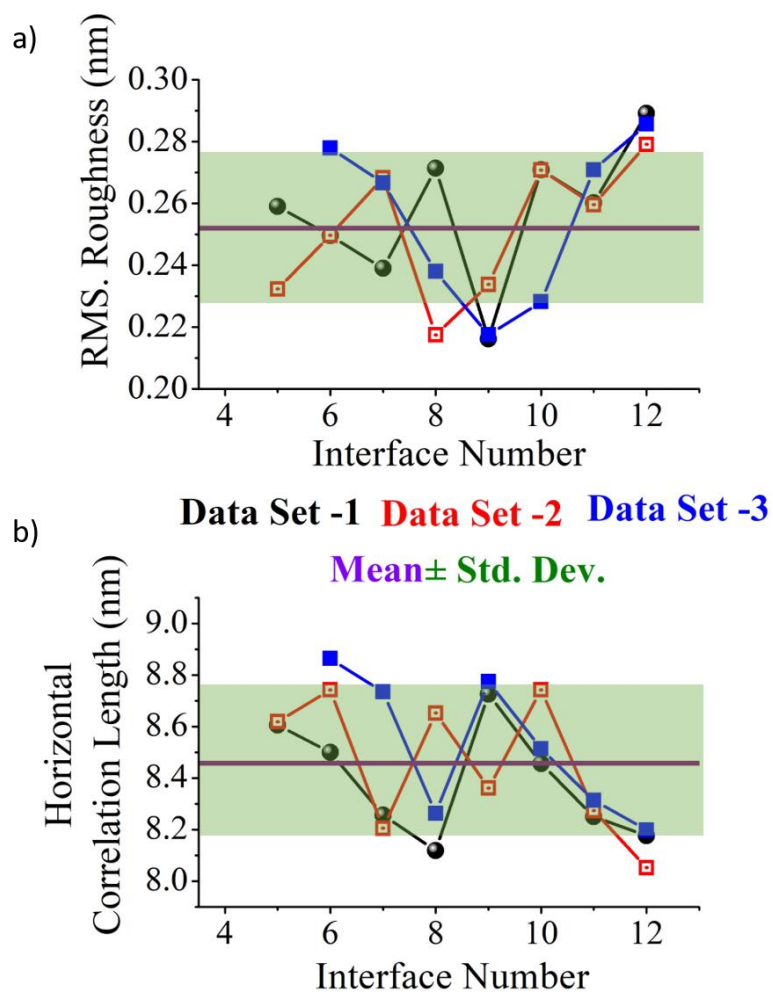 a)
RMS. Roughness (nm)
0.30
0.28
0.26
0.24
0.22
0.20
4 6 8 10 12
Interface Number
Data Set -1 Data Set -2 Data Set -3
Mean± Std. Dev.
b)
Horizontal
Correlation Length (nm)
9.0
8.8
8.6
8.4
8.2
8.0
4 6 8 10 12
Interface Number